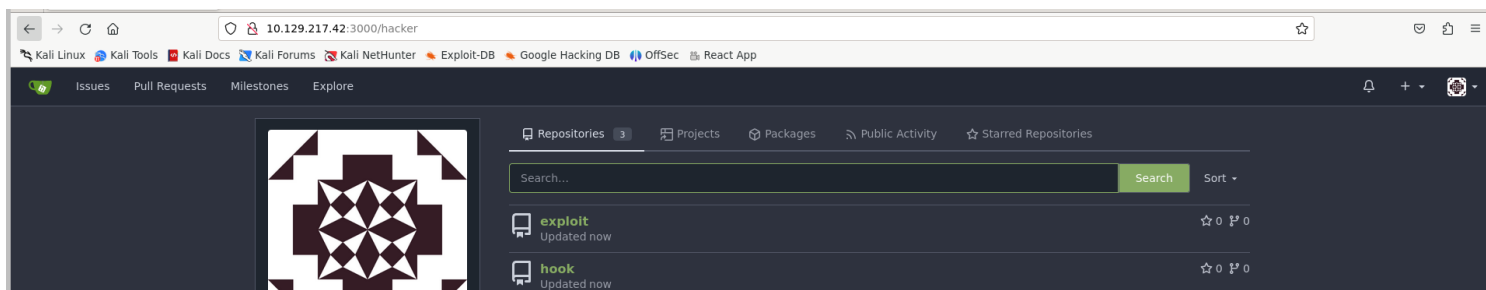 10.129.217.42:3000/hacker
Kali Linux Kali Tools Kali Docs Kali Forums Kali NetHunter Exploit-DB Google Hacking DB OffSec React App
Issues Pull Requests Milestones Explore
Repositories 3 Projects Packages Public Activity Starred Repositories
Search... Search Sort
exploit 0 0
Updated now
hook 0 0
Updated now